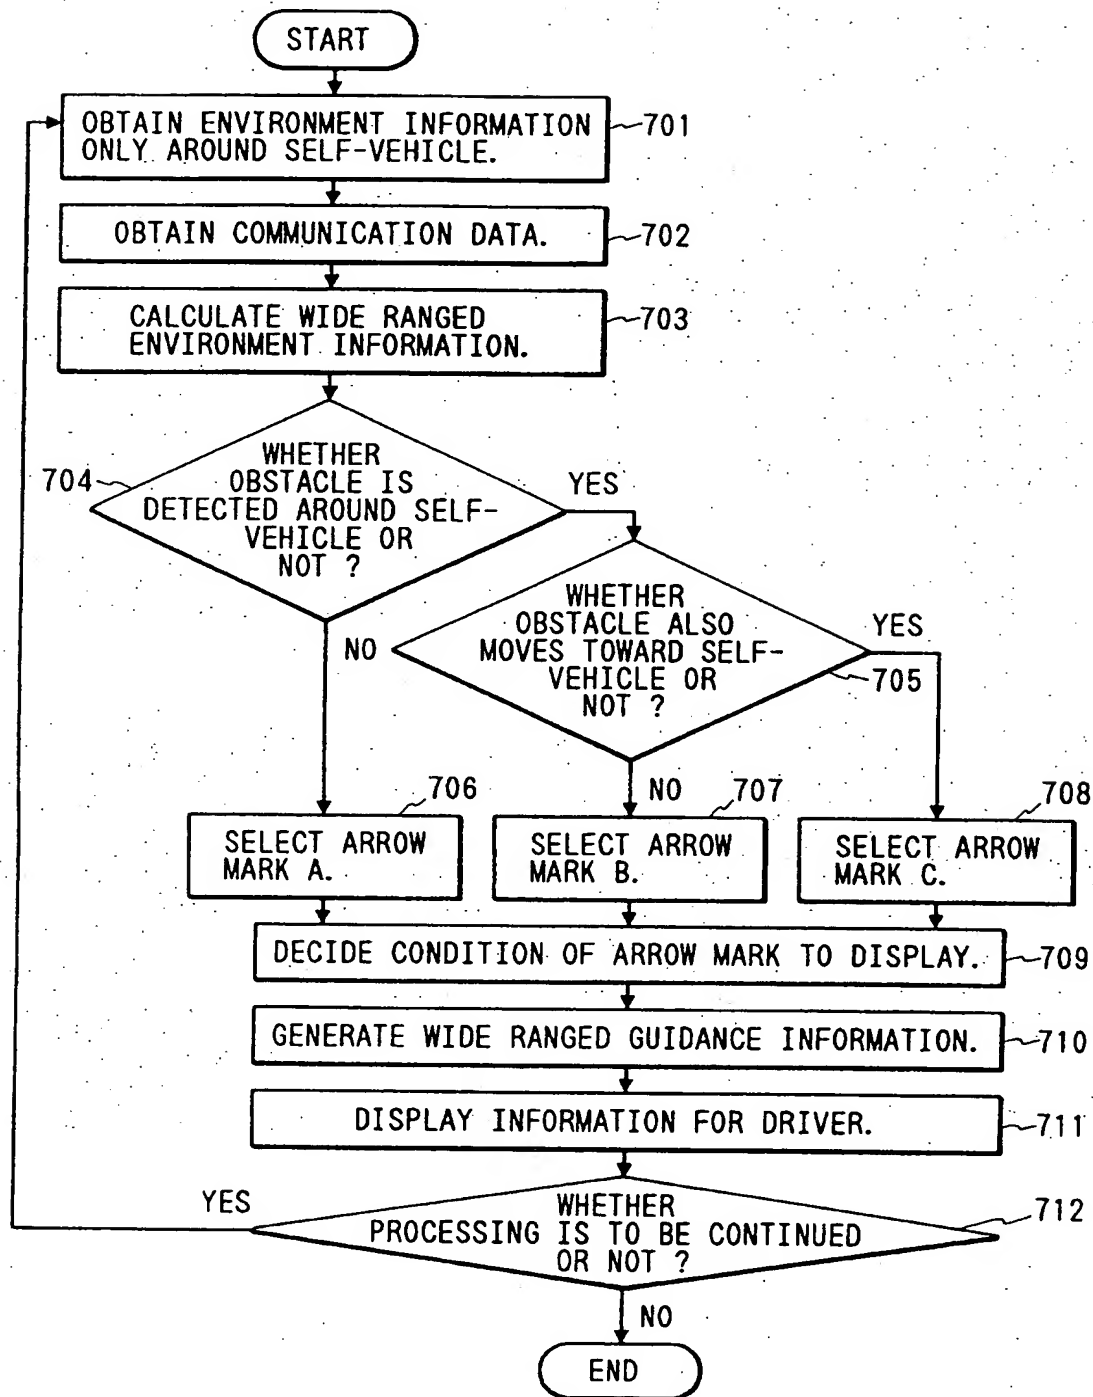 START
OBTAIN ENVIRONMENT INFORMATION
ONLY AROUND SELF-VEHICLE.
701
OBTAIN COMMUNICATION DATA.
702
CALCULATE WIDE RANGED
ENVIRONMENT INFORMATION.
703
704
WHETHER
OBSTACLE IS
DETECTED AROUND SELF-
VEHICLE OR
NOT ?
YES
NO
WHETHER
OBSTACLE ALSO
MOVES TOWARD SELF-
VEHICLE OR
NOT ?
YES
705
NO
706
SELECT ARROW
MARK A.
707
SELECT ARROW
MARK B.
708
SELECT ARROW
MARK C.
DECIDE CONDITION OF ARROW MARK TO DISPLAY.
709
GENERATE WIDE RANGED GUIDANCE INFORMATION.
710
DISPLAY INFORMATION FOR DRIVER.
711
YES
WHETHER
PROCESSING IS TO BE CONTINUED
OR NOT ?
712
NO
END